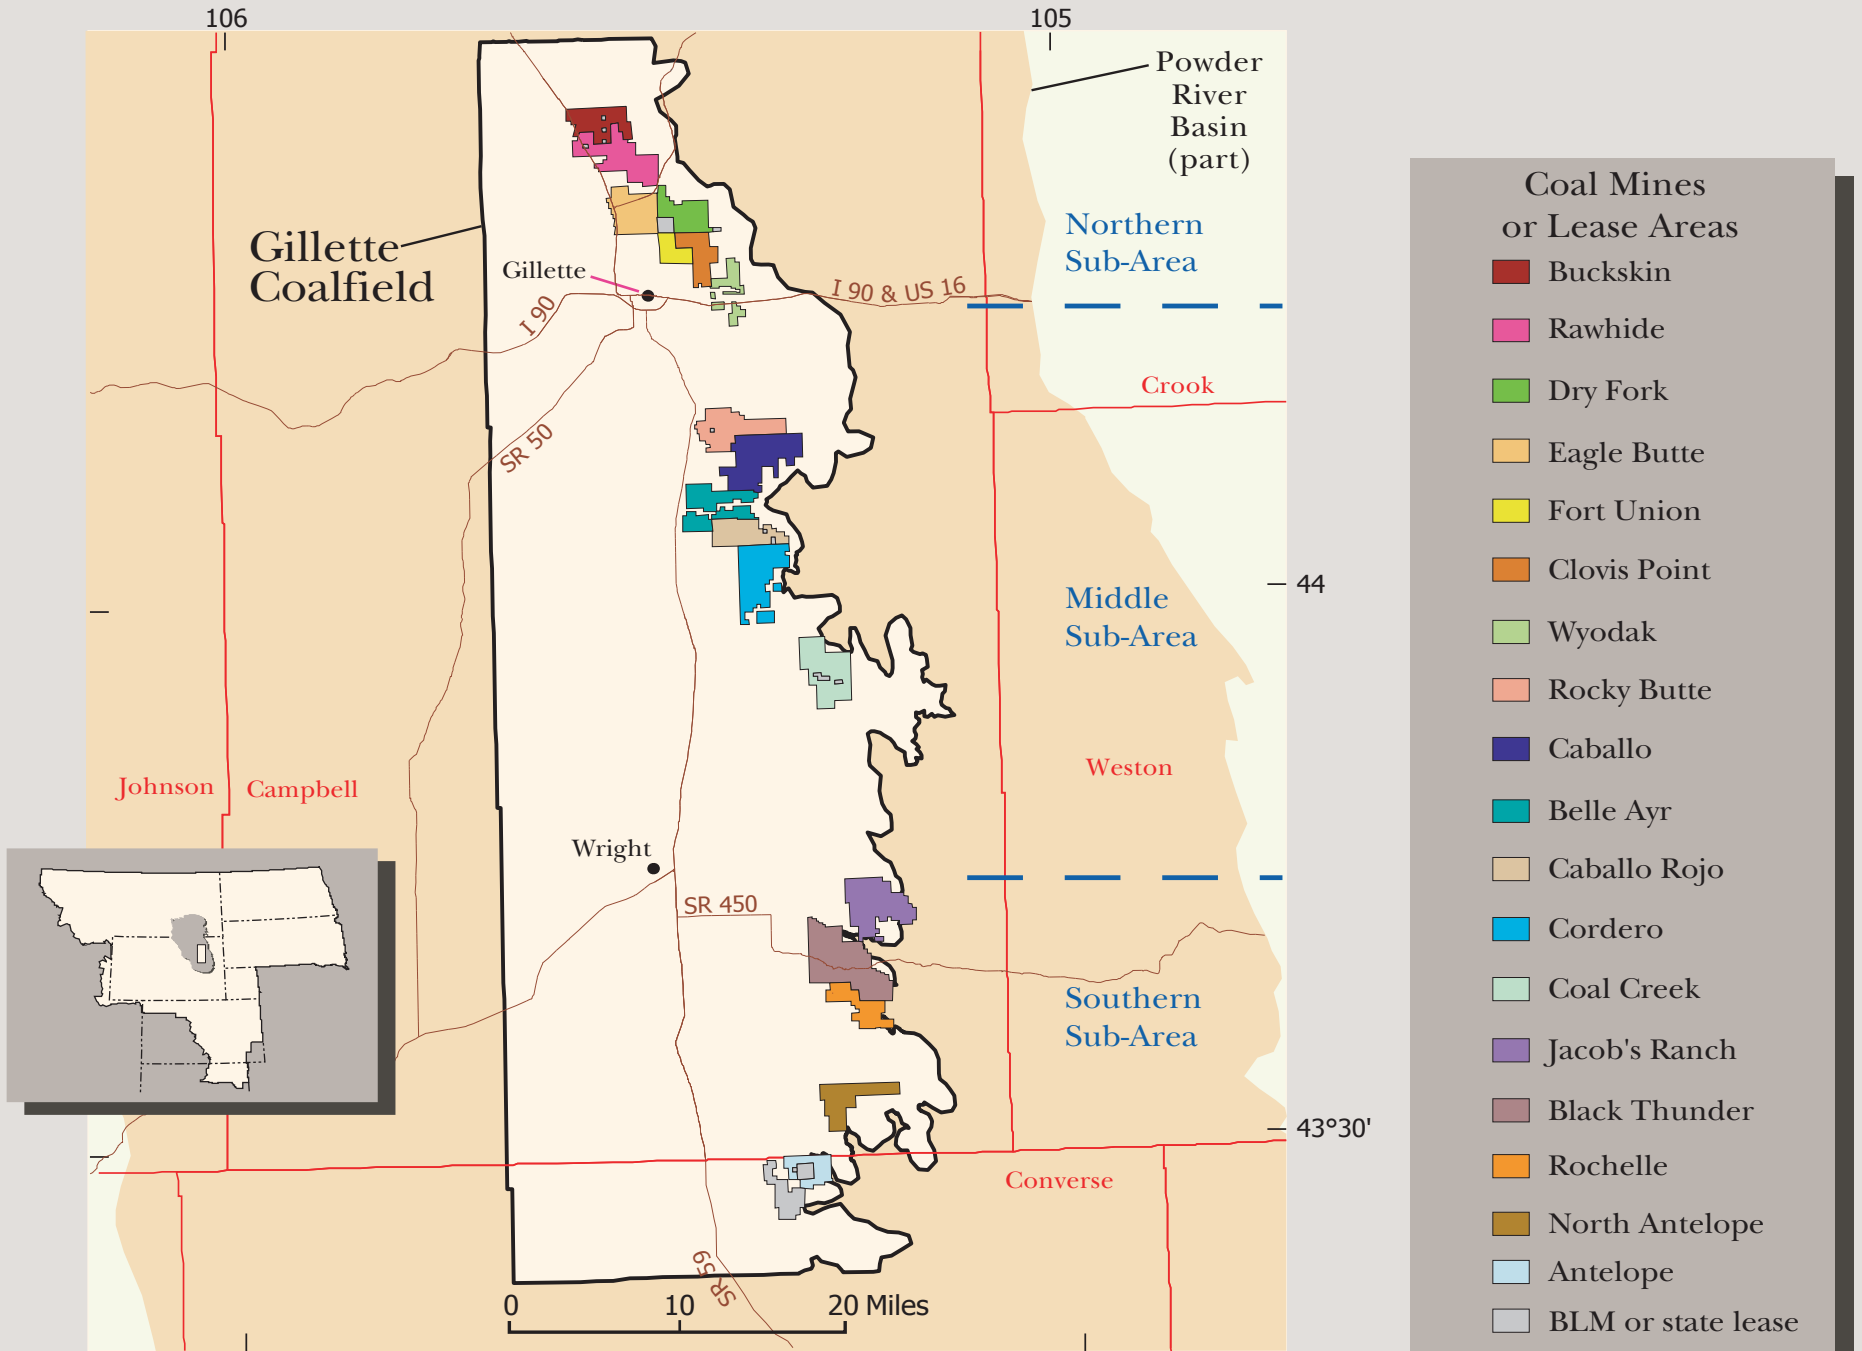 106
105
Powder
River
Basin
(part)
Gillette
Coalfield
Gillette
I 90
I 90 & US 16
Northern
Sub-Area
SR 50
Crook
44
Middle
Sub-Area
Johnson
Campbell
Weston
Wright
SR 450
Southern
Sub-Area
43°30'
Converse
SR 59
0
10
20 Miles
Coal Mines
or Lease Areas
Buckskin
Rawhide
Dry Fork
Eagle Butte
Fort Union
Clovis Point
Wyodak
Rocky Butte
Caballo
Belle Ayr
Caballo Rojo
Cordero
Coal Creek
Jacob's Ranch
Black Thunder
Rochelle
North Antelope
Antelope
BLM or state lease